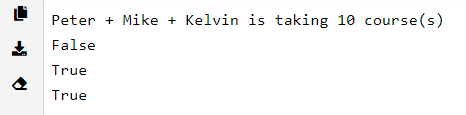 Peter + Mike + Kelvin is taking 10 course(s)
False
True
True